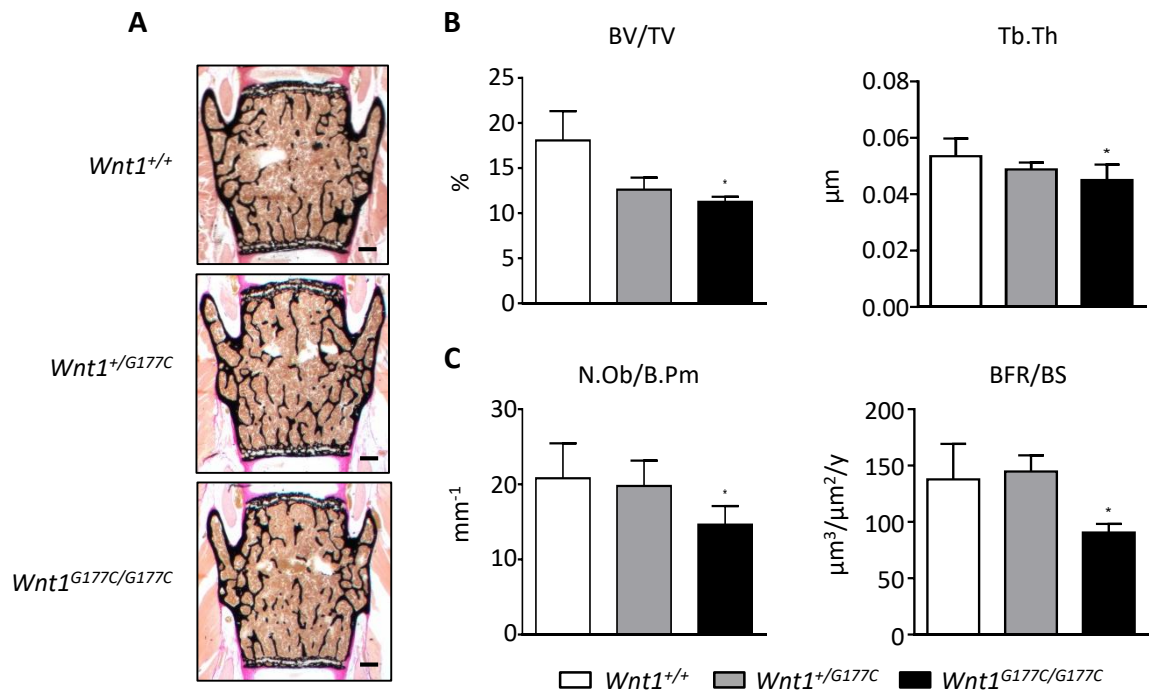 A
Wnt1+/+
Wnt1+/G177C
Wnt1G177C/G177C
B
BV/TV
%
25
20
15
10
5
0
*
Tb.Th
μm
0.08
0.06
0.04
0.02
0.00
*
C
N.Ob/B.Pm
mm-1
30
20
10
0
*
BFR/BS
μm3/μm2/y
200
150
100
50
0
*
Wnt1+/+ Wnt1+/G177C Wnt1G177C/G177C